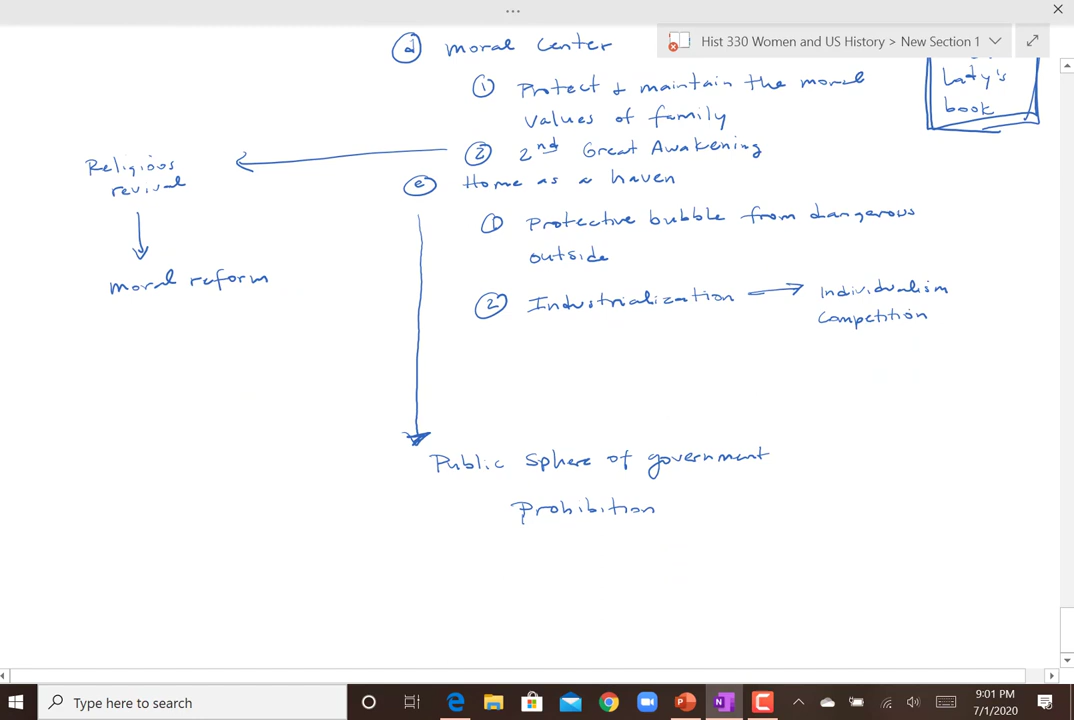 Hist 330 Women and US History > New Section 1
d moral center
Lady's
book
① Protect & maintain the moral
values of family
② 2nd Great Awakening
Religious
revival
moral reform
e Home as a haven
① Protective bubble from dangerous
outside
② Industrialization → Individualism
Competition
Public sphere of government
Prohibition
Type here to search
9:01 PM
7/1/2020